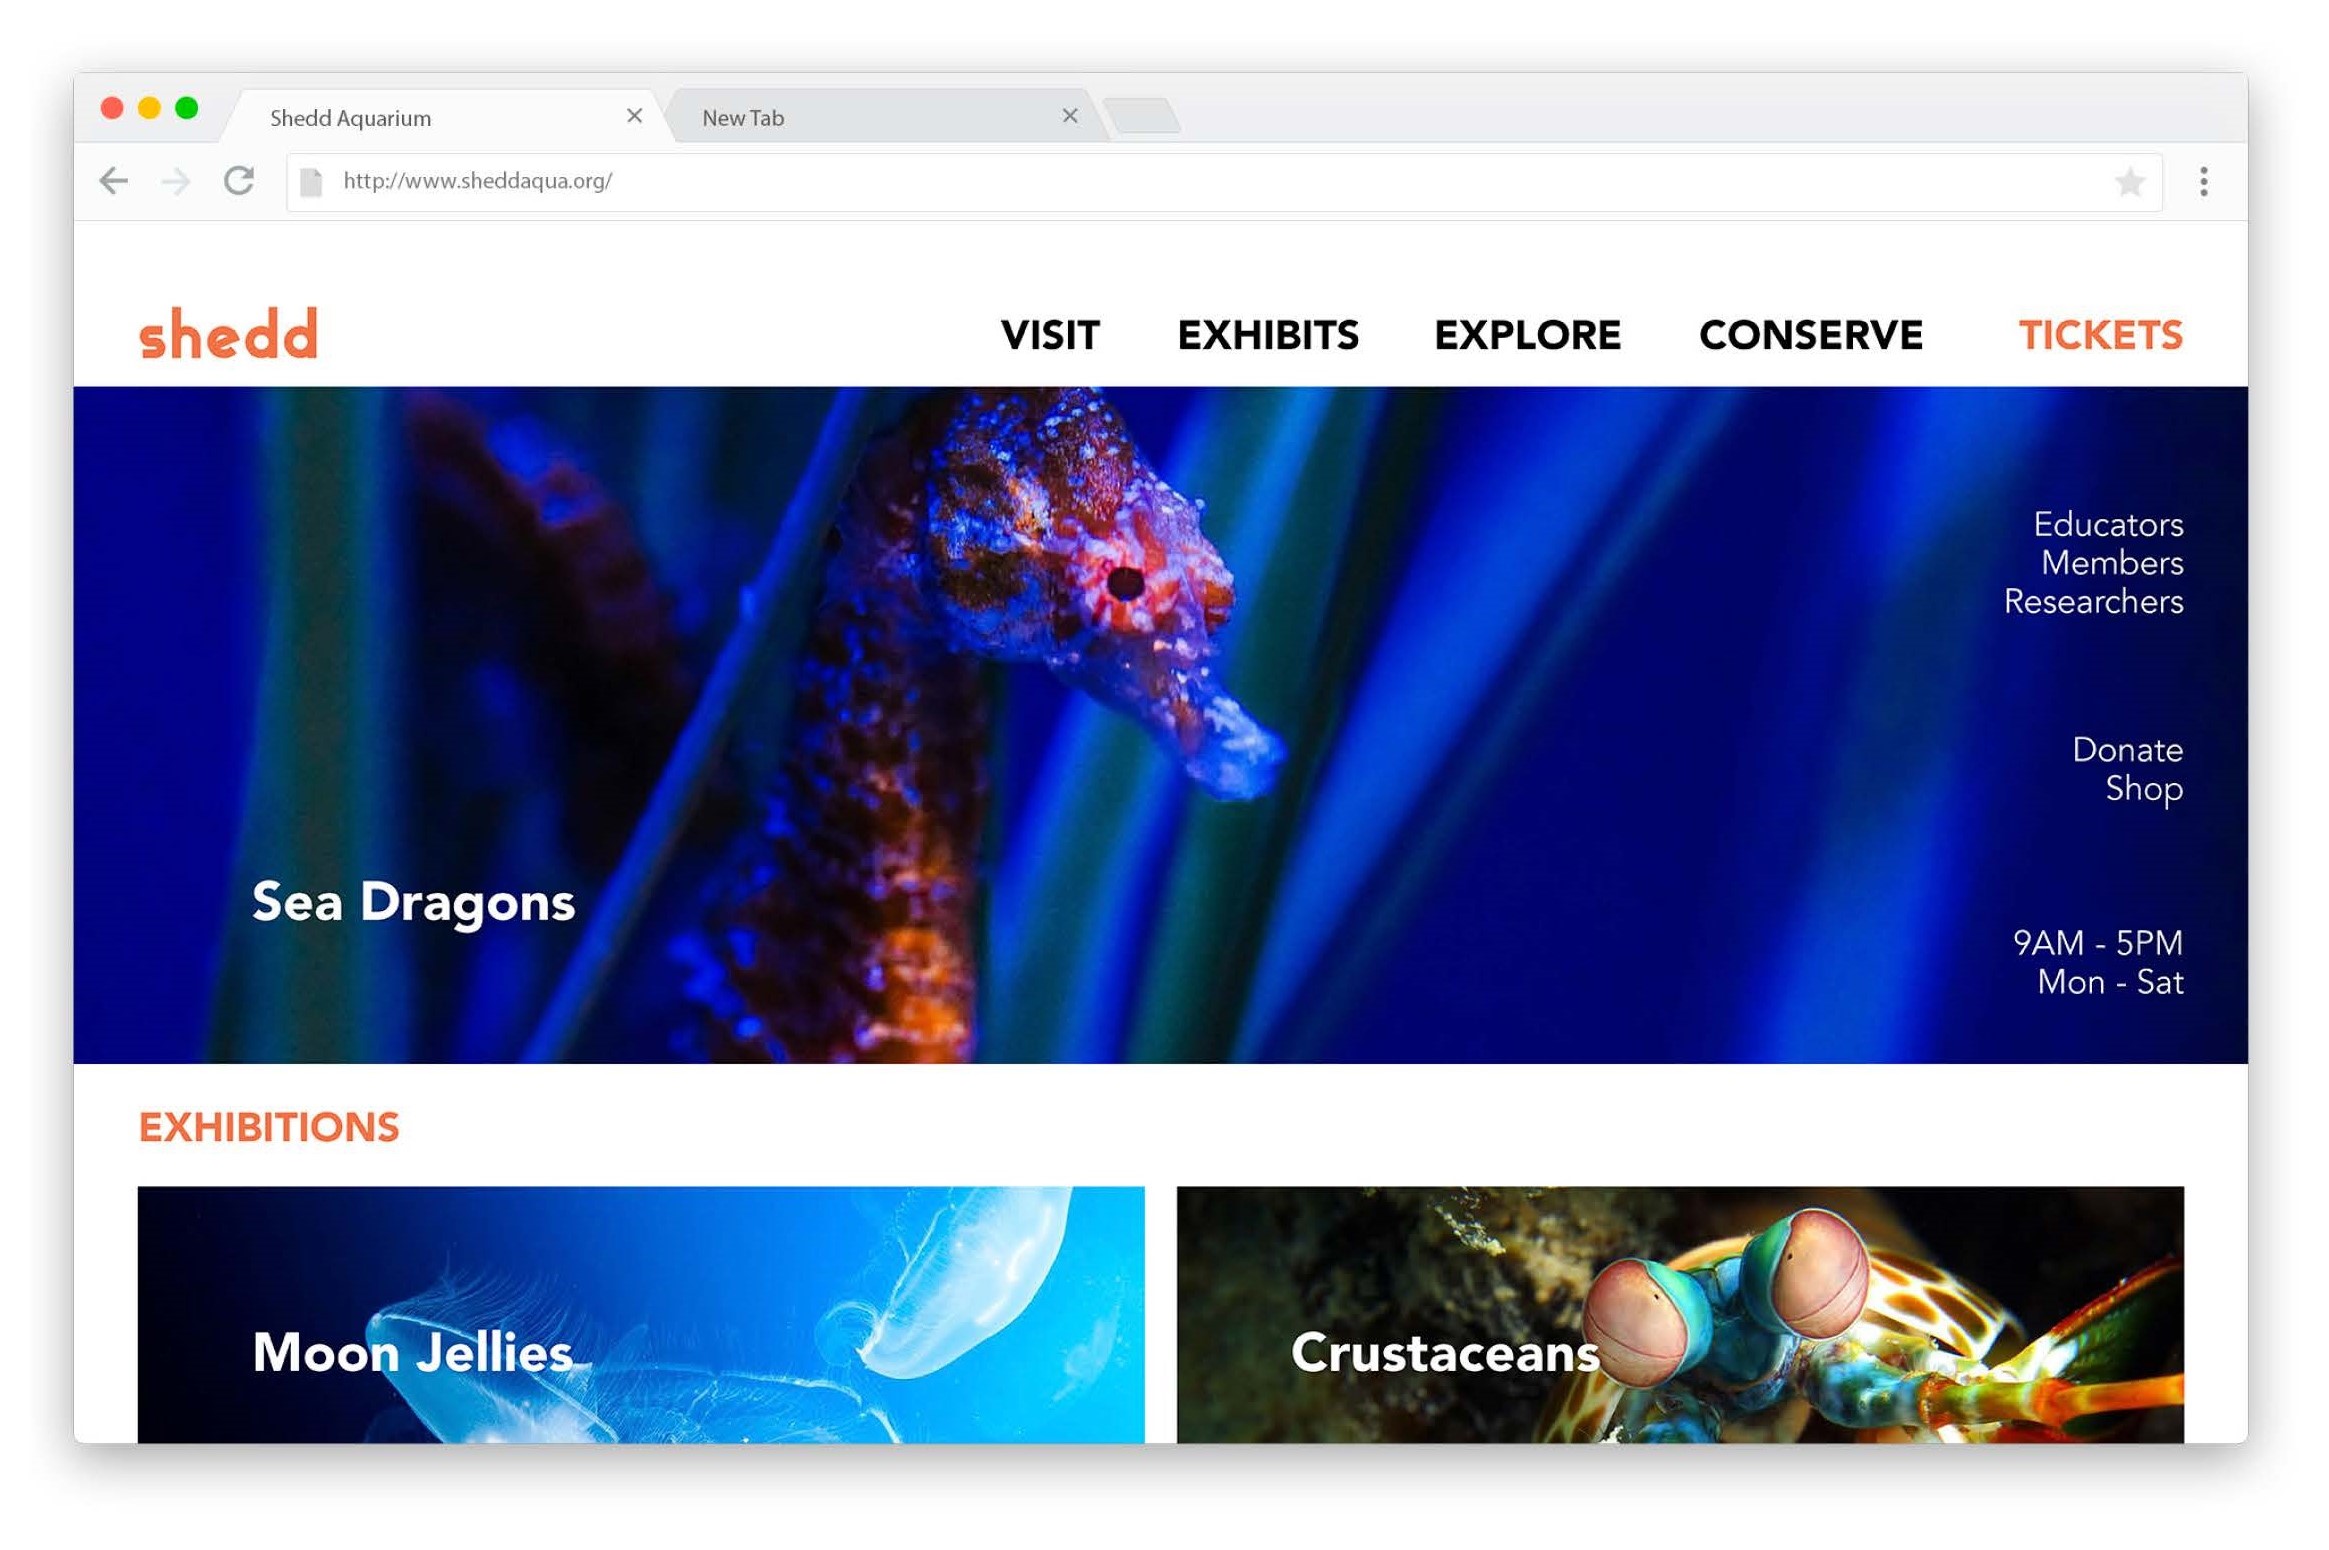 Shedd Aquarium
New Tab
http://www.sheddaqua.org/
shedd
VISIT EXHIBITS EXPLORE CONSERVE TICKETS
Educators
Members
Researchers
Donate
Shop
Sea Dragons
9AM - 5PM
Mon - Sat
EXHIBITIONS
Moon Jellies
Crustaceans